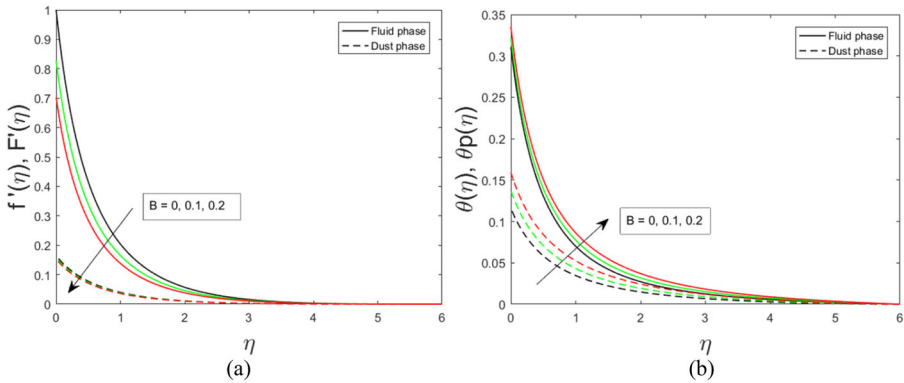 f'(η), F'(η)
1
0.9
0.8
0.7
0.6
0.5
0.4
0.3
0.2
0.1
0
0 1 2 3 4 5 6
η
Fluid phase
Dust phase
B = 0, 0.1, 0.2
(a)
θ(η), θp(η)
0.35
0.3
0.25
0.2
0.15
0.1
0.05
0
0 1 2 3 4 5 6
η
Fluid phase
Dust phase
B = 0, 0.1, 0.2
(b)